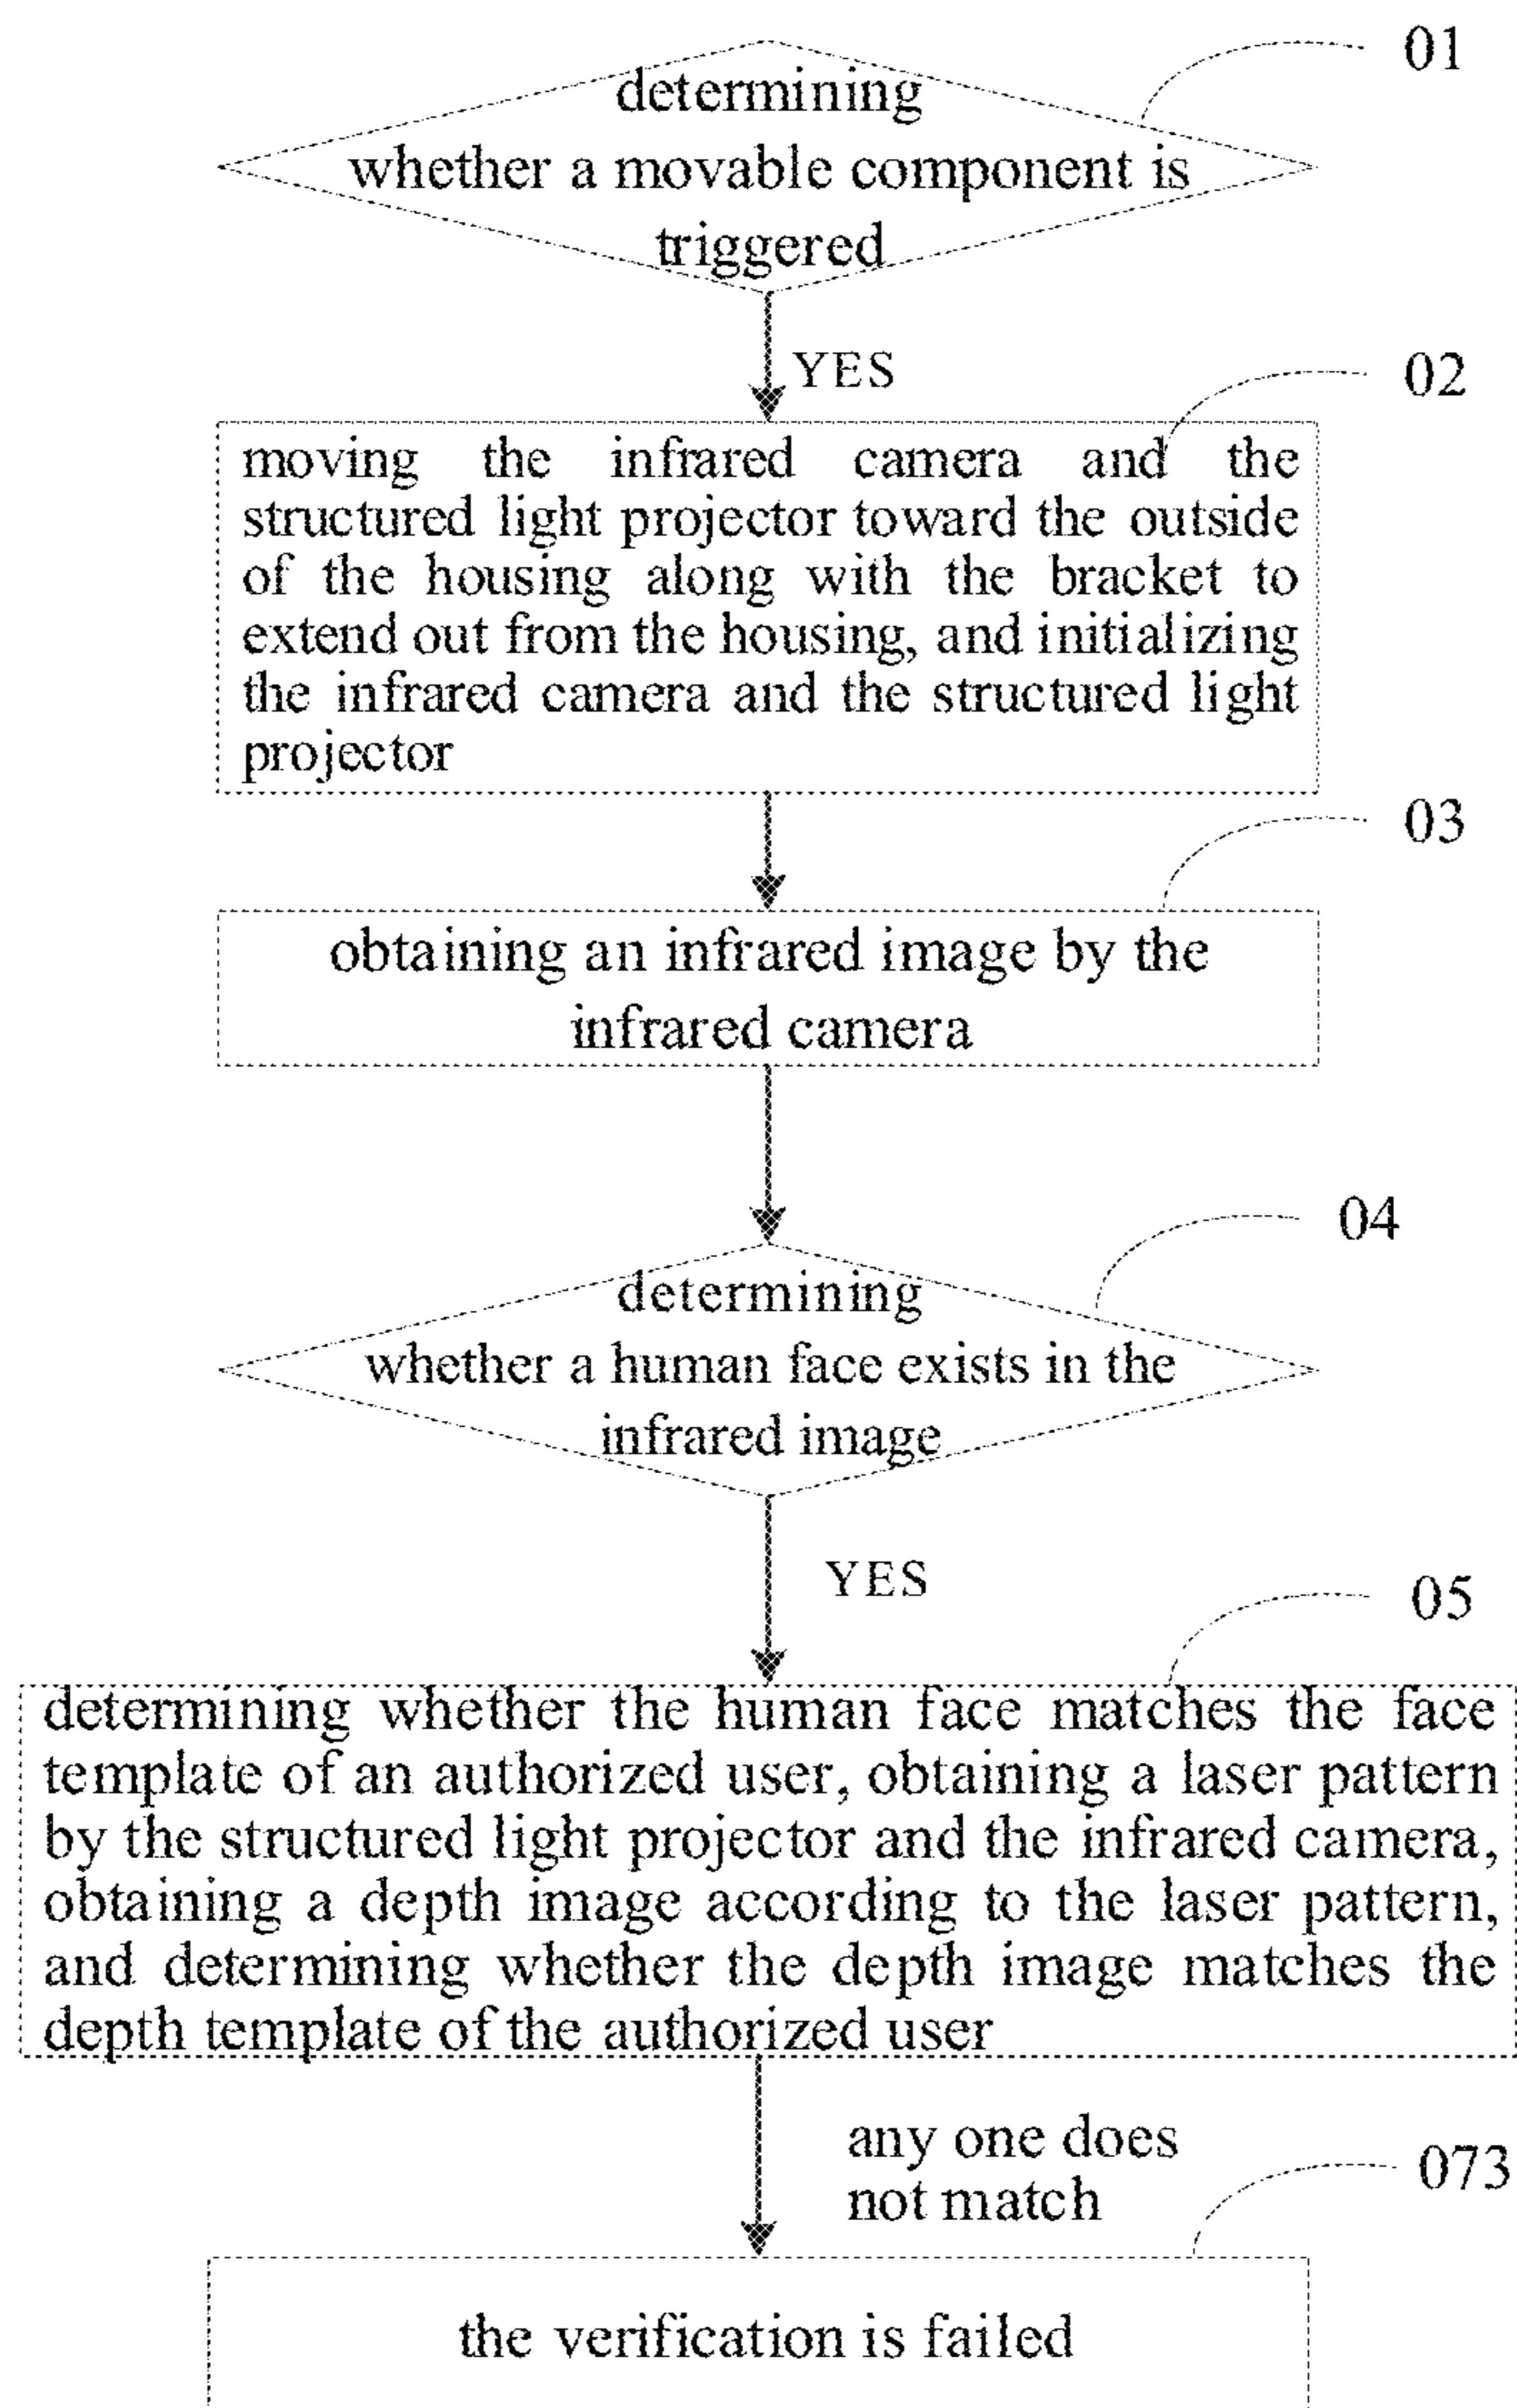 01
determining
whether a movable component is
triggered
YES
02
moving the infrared camera and the
structured light projector toward the outside
of the housing along with the bracket to
extend out from the housing, and initializing
the infrared camera and the structured light
projector
03
obtaining an infrared image by the
infrared camera
04
determining
whether a human face exists in the
infrared image
YES
05
determining whether the human face matches the face
template of an authorized user, obtaining a laser pattern
by the structured light projector and the infrared camera,
obtaining a depth image according to the laser pattern,
and determining whether the depth image matches the
depth template of the authorized user
any one does
not match
073
the verification is failed